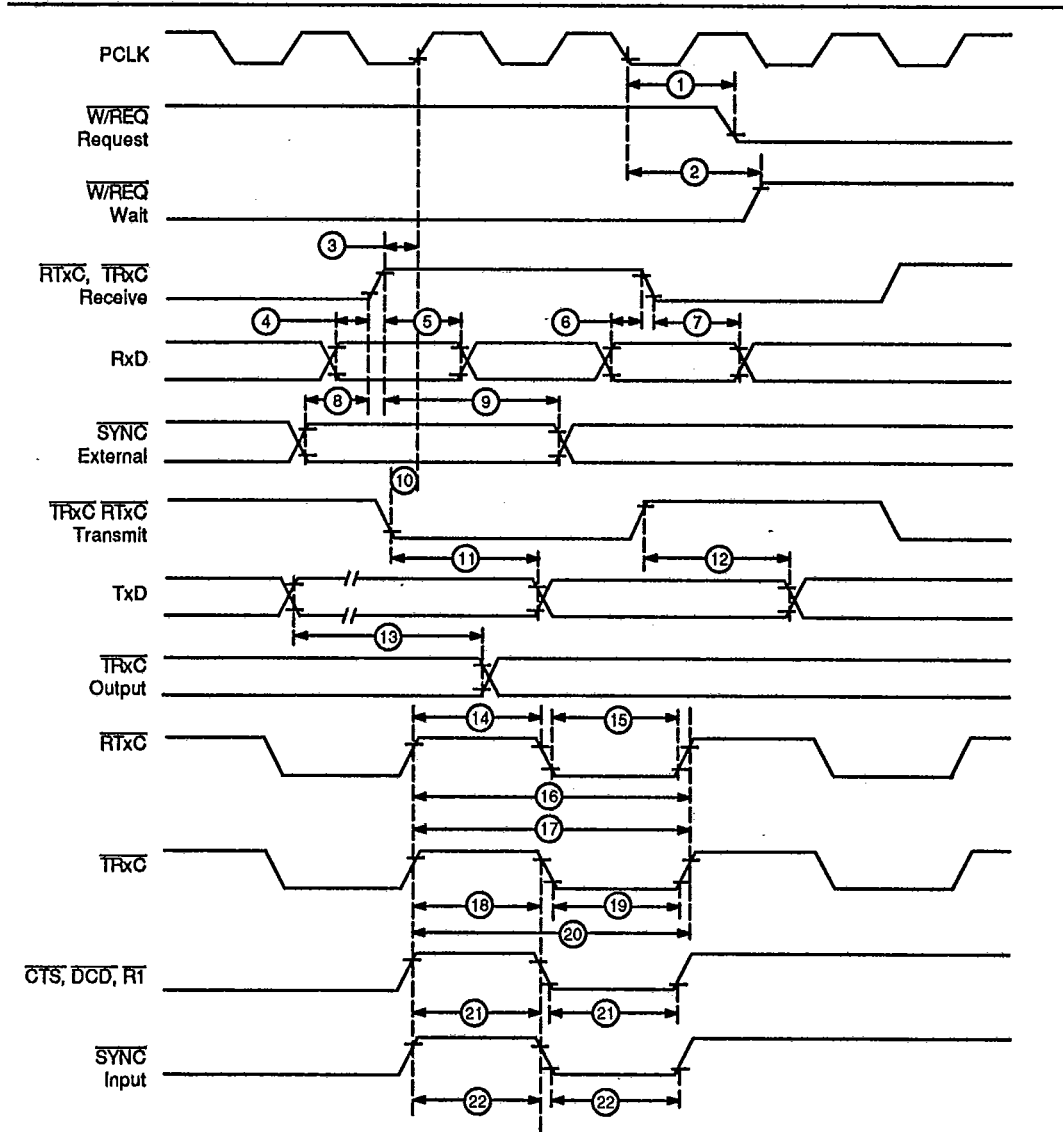 PCLK
1
W/REQ
Request
2
W/REQ
Wait
3
RTxC, TRxC
Receive
4
5
6
7
RxD
8
9
SYNC
External
10
TRxC RTxC
Transmit
11
12
TxD
13
TRxC
Output
14
15
RTxC
16
17
TRxC
18
19
20
CTS, DCD, R1
21
21
SYNC
Input
22
22